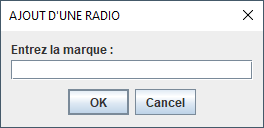 AJOUT D'UNE RADIO
Entrez la marque :
OK Cancel